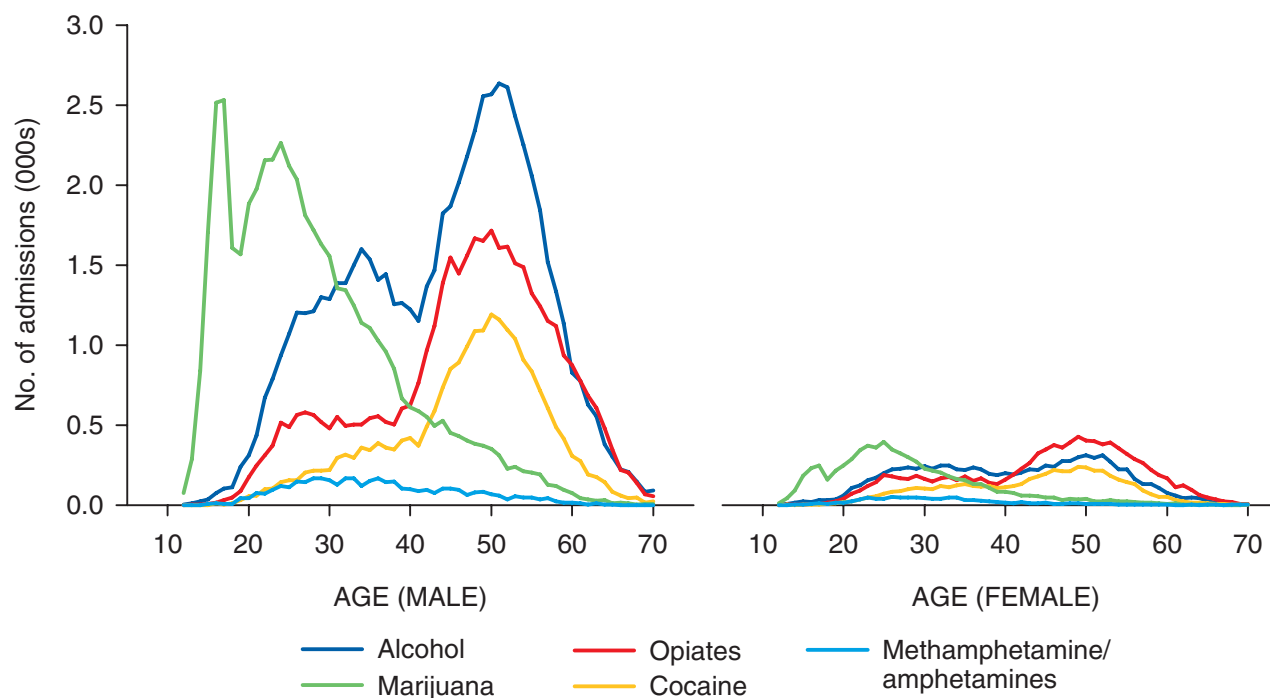 3.0
2.5
2.0
1.5
1.0
0.5
0.0
No. of admissions (000s)
10 20 30 40 50 60 70 10 20 30 40 50 60 70
AGE (MALE) AGE (FEMALE)
Alcohol Opiates Methamphetamine/
Marijuana Cocaine amphetamines